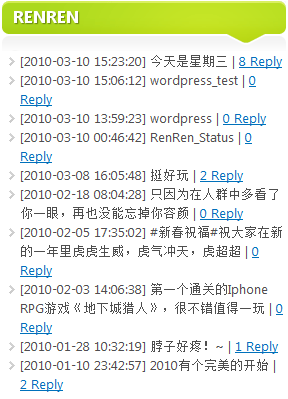 RENREN
[2010-03-10 15:23:20] 今天是星期三 | 8 Reply
[2010-03-10 15:06:12] wordpress_test | 0
Reply
[2010-03-10 13:59:23] wordpress | 0 Reply
[2010-03-10 00:46:42] RenRen_Status | 0
Reply
[2010-03-08 16:05:48] 挺好玩 | 2 Reply
[2010-02-18 08:04:28] 只因为在人群中多看了
你一眼，再也没能忘掉你容颜 | 0 Reply
[2010-02-05 17:35:02] #新春祝福#祝大家在新
的一年里虎虎生威，虎气冲天，虎超超 | 0
Reply
[2010-02-03 14:06:38] 第一个通关的Iphone
RPG游戏《地下城猎人》，很不错值得一玩 | 0
Reply
[2010-01-28 10:32:19] 脖子好疼！~ | 1 Reply
[2010-01-10 23:42:57] 2010有个完美的开始 |
2 Reply